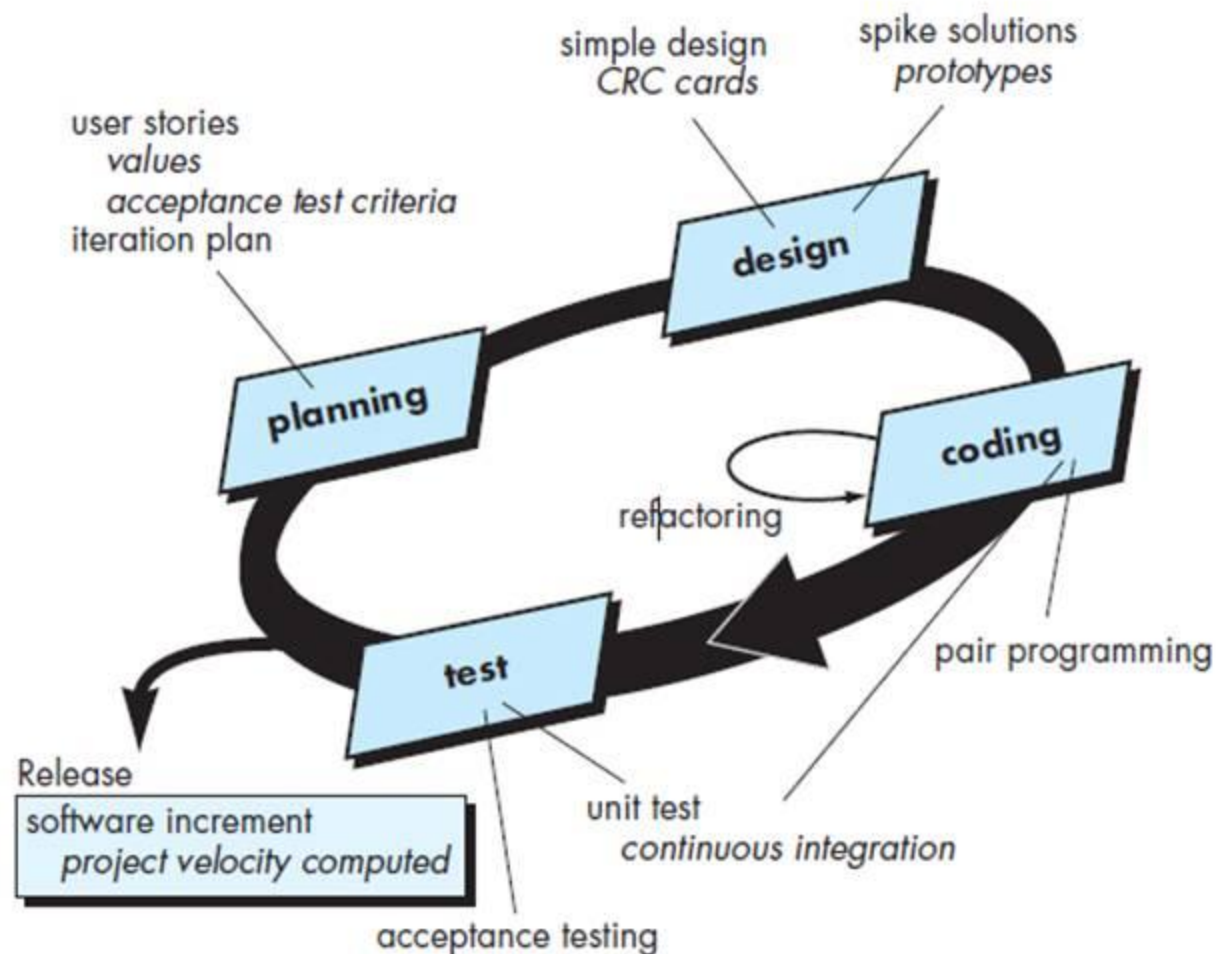 simple design
CRC cards
spike solutions
prototypes
user stories
values
acceptance test criteria
iteration plan
design
planning
coding
refactoring
test
pair programming
Release
software increment
project velocity computed
unit test
continuous integration
acceptance testing